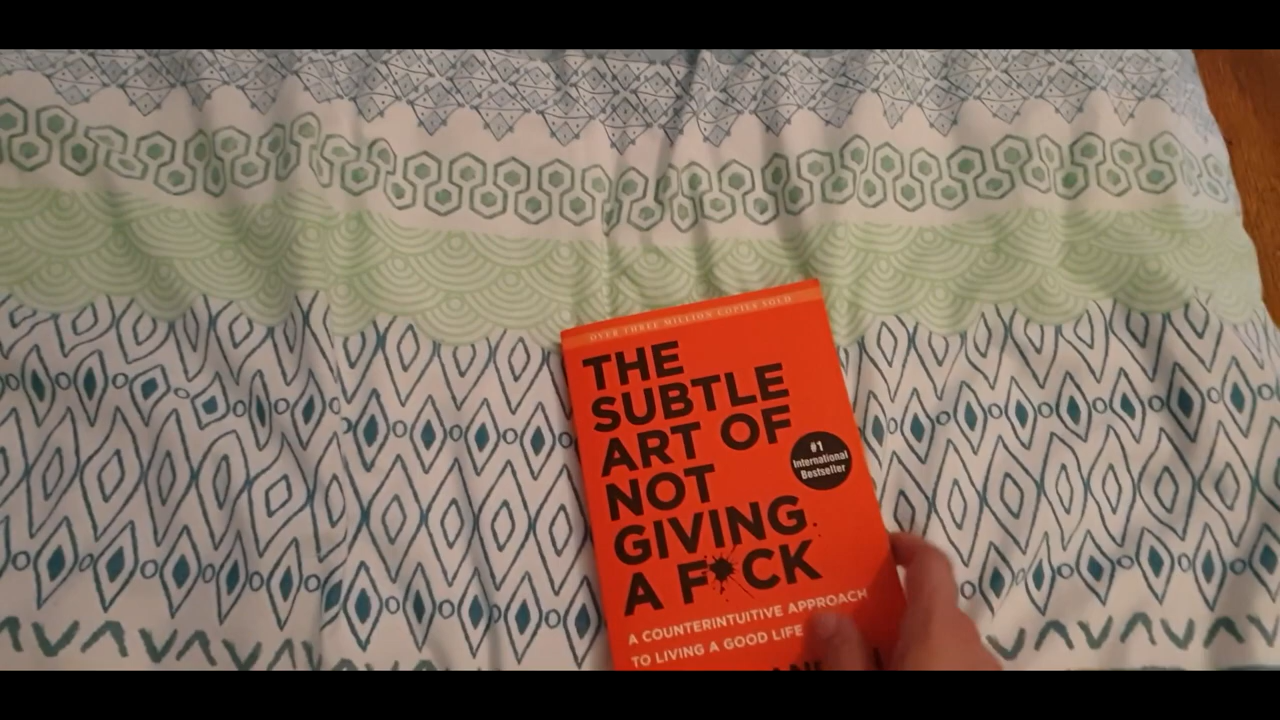 OVER THREE MILLION COPIES SOLD
THE
SUBTLE
ART OF
NOT
GIVING
A F*CK
#1
International
Bestseller
A COUNTERINTUITIVE APPROACH
TO LIVING A GOOD LIFE